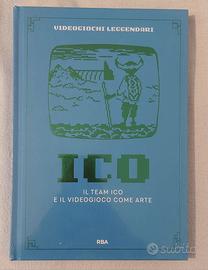 VIDEOGIOCHI LEGGENDARI
ICO
IL TEAM ICO
E IL VIDEOGIOCO COME ARTE
RBA
subito